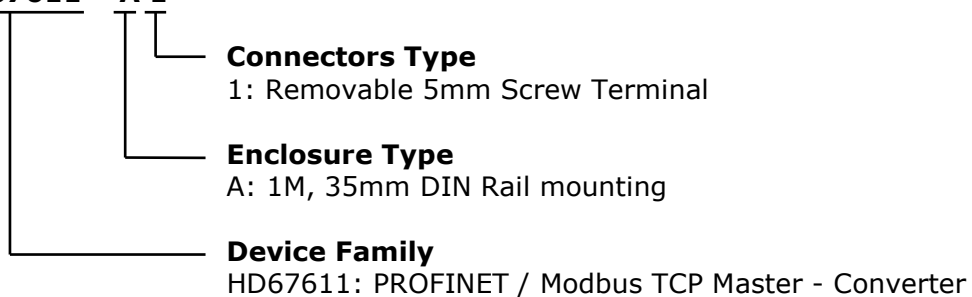 Connectors Type
1: Removable 5mm Screw Terminal
Enclosure Type
A: 1M, 35mm DIN Rail mounting
Device Family
HD67611: PROFINET / Modbus TCP Master - Converter